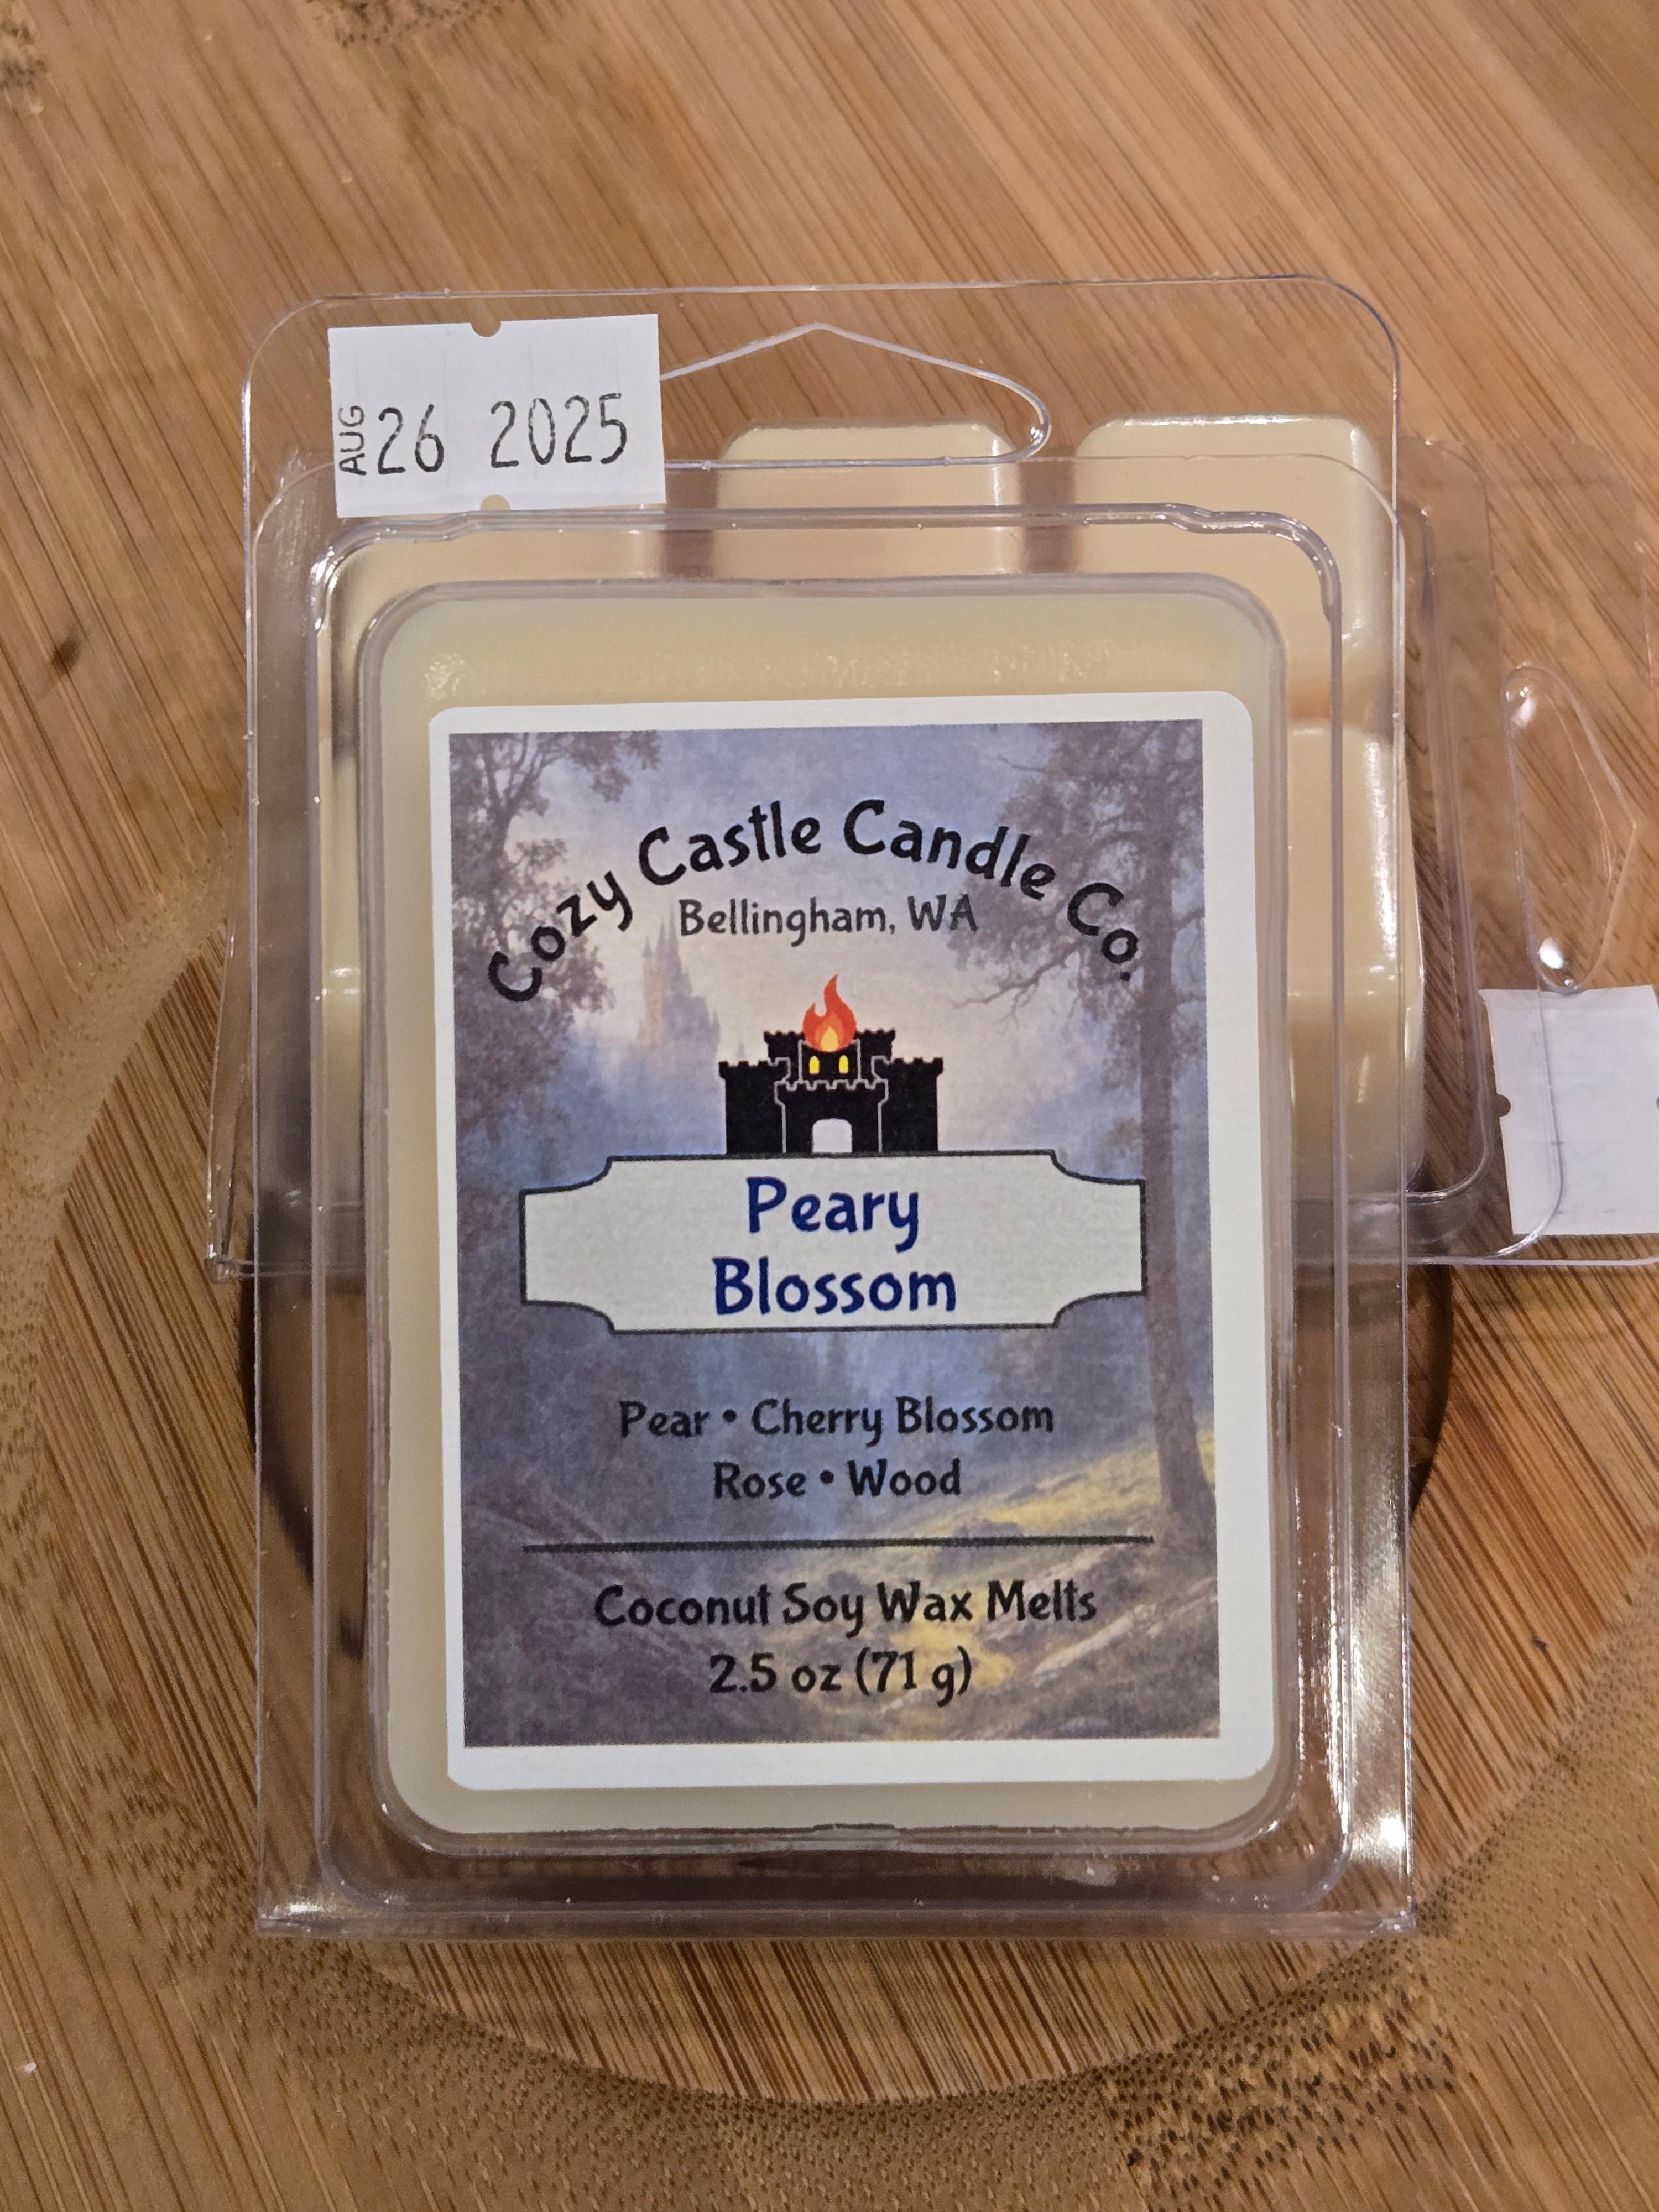 AUG 26 2025
Cozy Castle Candle Co.
Bellingham, WA
Peary
Blossom
Pear • Cherry Blossom
Rose • Wood
Coconut Soy Wax Melts
2.5 oz (71 g)